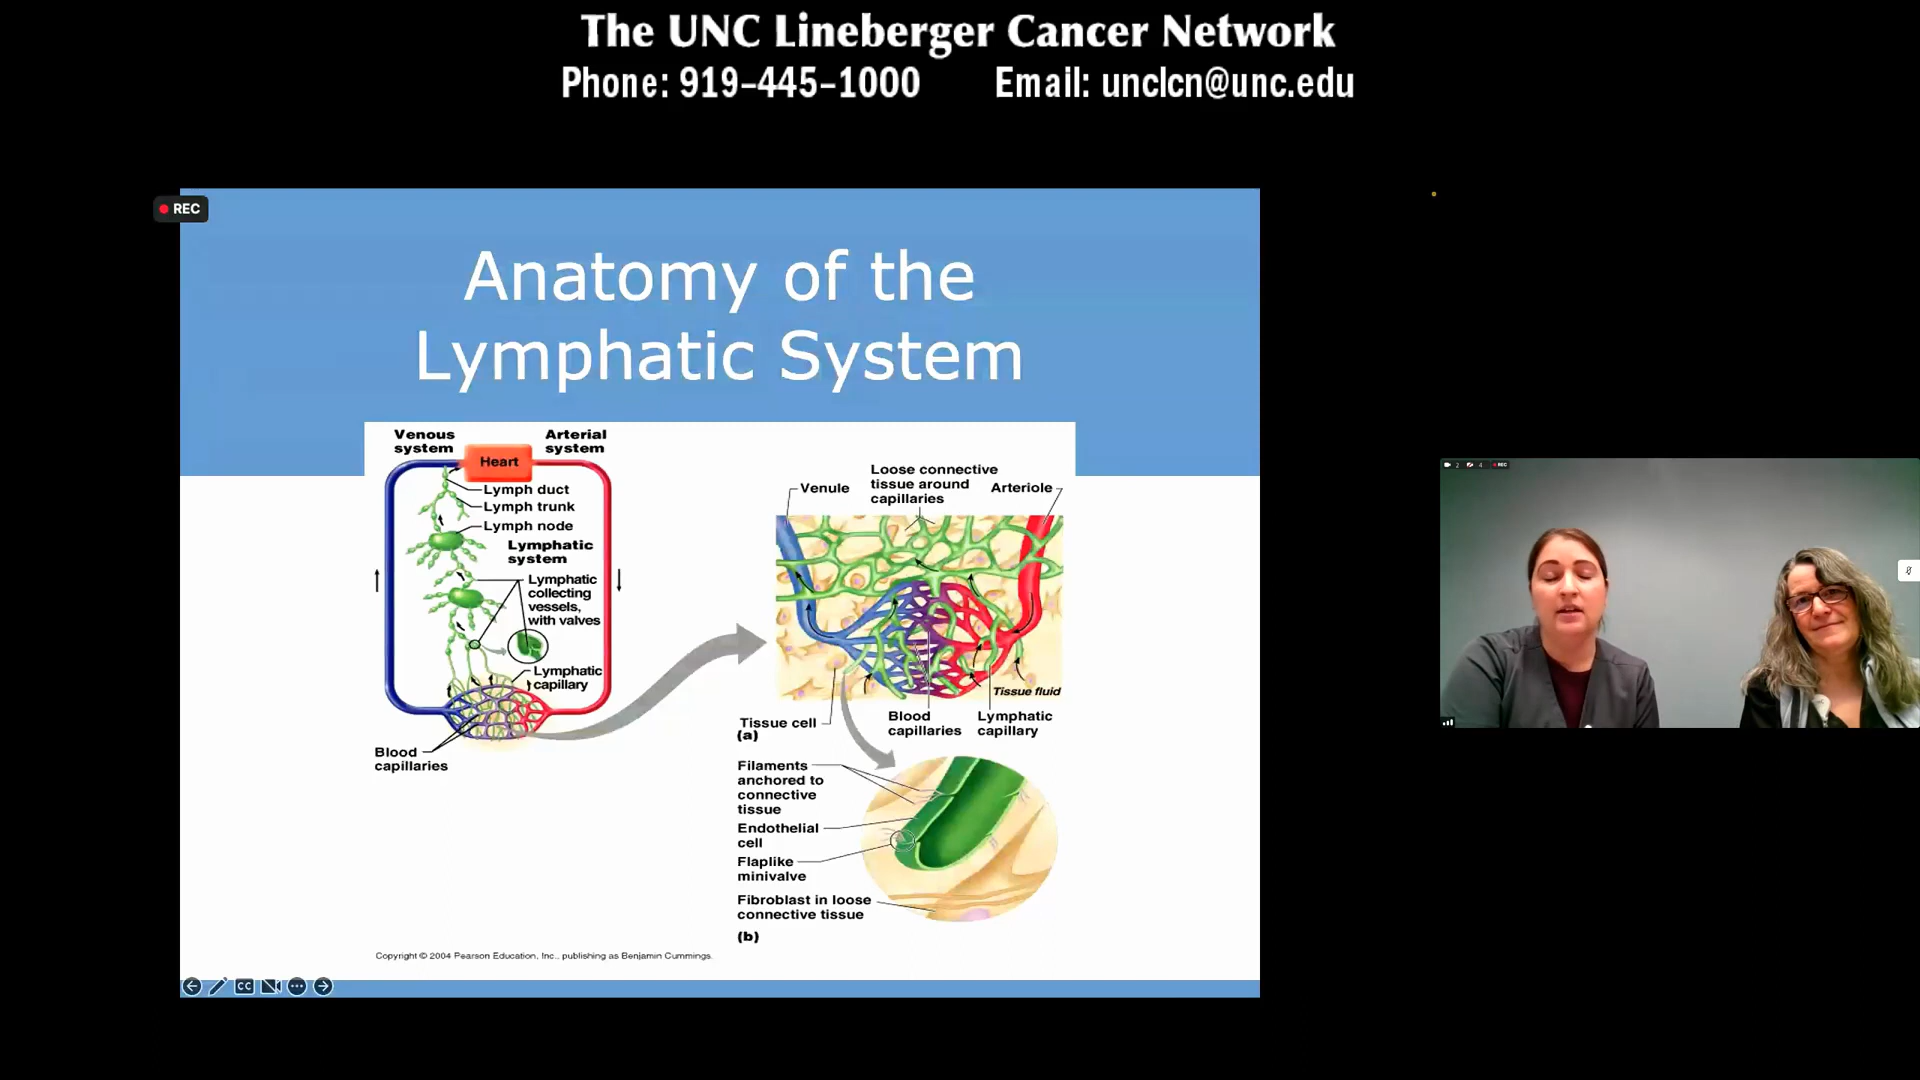 The UNC Lineberger Cancer Network
Phone: 919-445-1000 Email: unclcn@unc.edu
REC
Anatomy of the
Lymphatic System
Venous
system
Heart
Arterial
system
Lymph duct
Lymph trunk
Lymph node
Lymphatic
system
Lymphatic
collecting
vessels,
with valves
Lymphatic
capillary
Blood
capillaries
Venule
Loose connective
tissue around
capillaries
Arteriole
Tissue fluid
Tissue cell
(a)
Blood
capillaries
Lymphatic
capillary
Filaments
anchored to
connective
tissue
Endothelial
cell
Flaplike
minivalve
Fibroblast in loose
connective tissue
(b)
Copyright © 2004 Pearson Education, Inc., publishing as Benjamin Cummings.
CC
2 4 REC